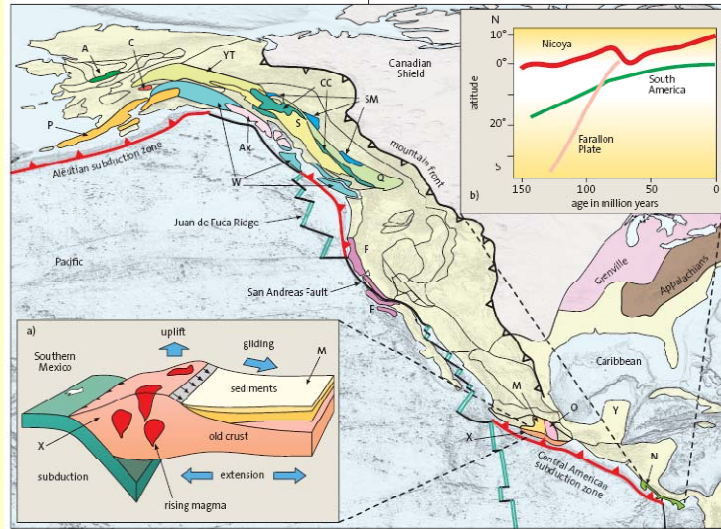 A
C
YT
Canadian
Shield
CC
SM
P
S
Ax
mountain front
Aleutian subduction zone
W
Q
Juan de Fuca Ridge
Pacific
F
San Andreas Fault
E
Grenville
Appalachians
Caribbean
M
O
Y
X
N
Central American
subduction zone
N
10°
0°
20°
S
latitude
Nicoya
South
America
Farallon
Plate
150
100
50
0
b)
age in million years
a)
uplift
gliding
Southern
Mexico
M
sed ments
X
old crust
subduction
extension
rising magma